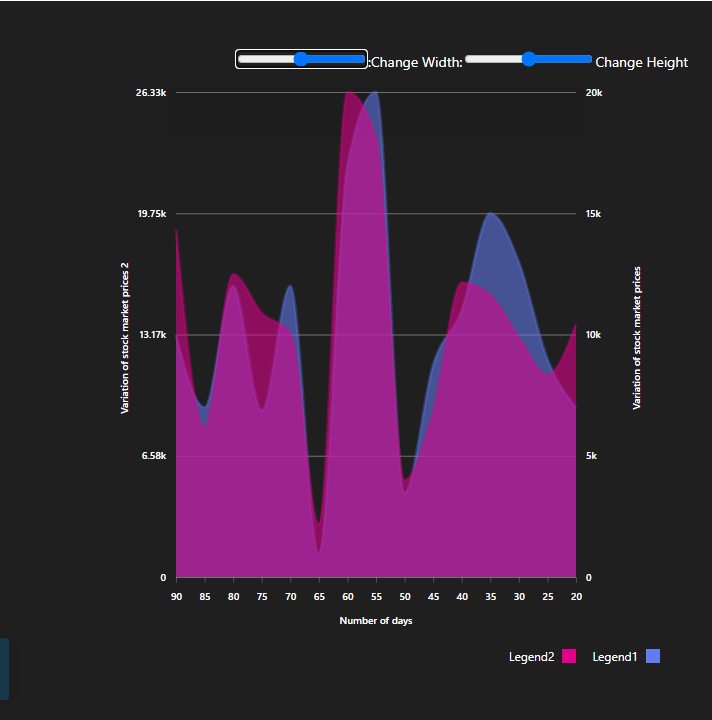 :Change Width: Change Height
26.33k
20k
19.75k
15k
13.17k
10k
6.58k
5k
0
0
Variation of stock market prices 2
Variation of stock market prices
90 85 80 75 70 65 60 55 50 45 40 35 30 25 20
Number of days
Legend2 Legend1